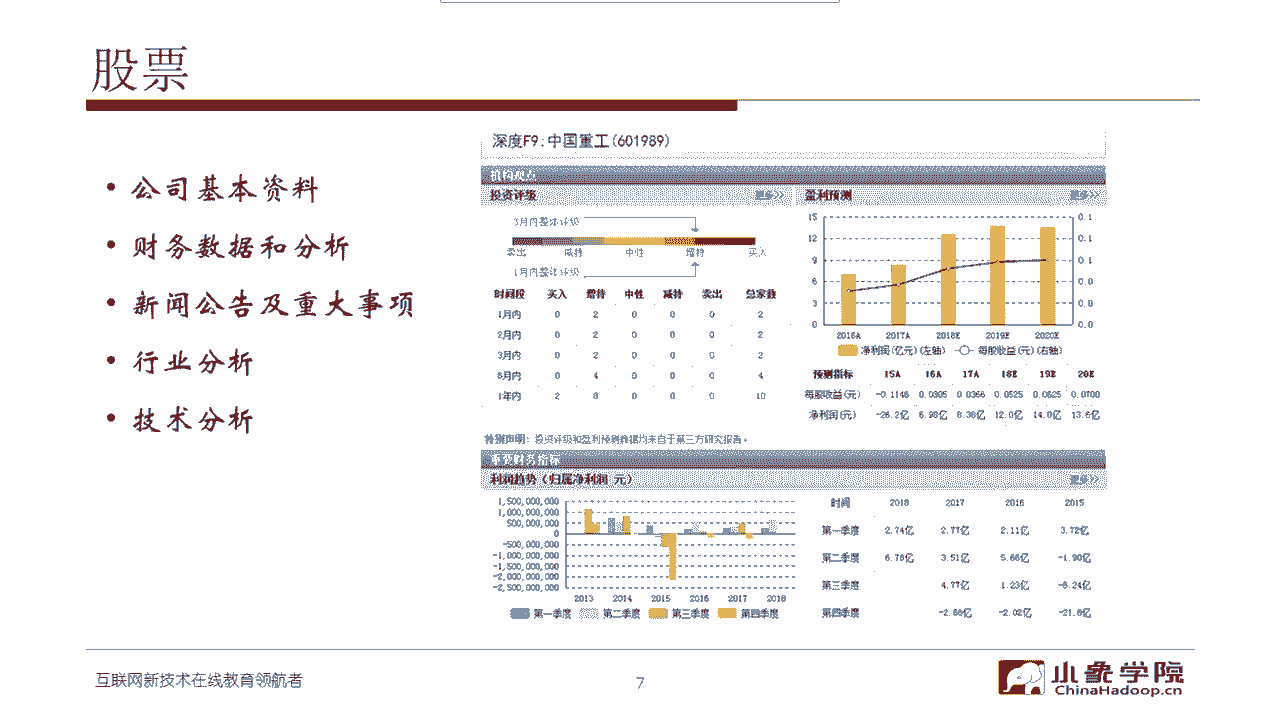 股票
• 公司基本资料
• 财务数据和分析
• 新闻公告及重大事项
• 行业分析
• 技术分析
深度F9:中国重工(601989)
机构观点
投资评级 更多>>
3月内整体评级
卖出 减持 中性 增持 买入
1月内整体评级
时间段 买入 增持 中性 减持 卖出 总家数
1月内 0 2 0 0 0 2
2月内 0 2 0 0 0 2
3月内 0 2 0 0 0 2
6月内 0 4 0 0 0 4
1年内 2 8 0 0 0 10
盈利预测 更多>>
15 0.1
12 0.1
9 0.1
6 0.0
3 0.0
0 0.0
2016A 2017A 2018E 2019E 2020E
净利润(亿元)(左轴) 每股收益(元)(右轴)
预测指标 15A 16A 17A 18E 19E 20E
每股收益(元) -0.1146 0.0305 0.0366 0.0525 0.0625 0.0700
净利润(元) -26.2亿 6.98亿 8.38亿 12.0亿 14.0亿 13.6亿
特别声明：投资评级和盈利预测数据均来自于第三方研究报告。
重要财务指标
利润趋势（归属净利润 元） 更多>>
1,500,000,000
1,000,000,000
500,000,000
0
-500,000,000
-1,000,000,000
-1,500,000,000
-2,000,000,000
-2,500,000,000
2013 2014 2015 2016 2017 2018
第一季度 第二季度 第三季度 第四季度
时间 2018 2017 2016 2015
第一季度 2.74亿 2.77亿 2.11亿 3.72亿
第二季度 6.78亿 3.51亿 5.66亿 -1.90亿
第三季度 4.77亿 1.23亿 -6.24亿
第四季度 -2.68亿 -2.02亿 -21.8亿
互联网新技术在线教育领航者
7
小象学院
ChinaHadoop.cn